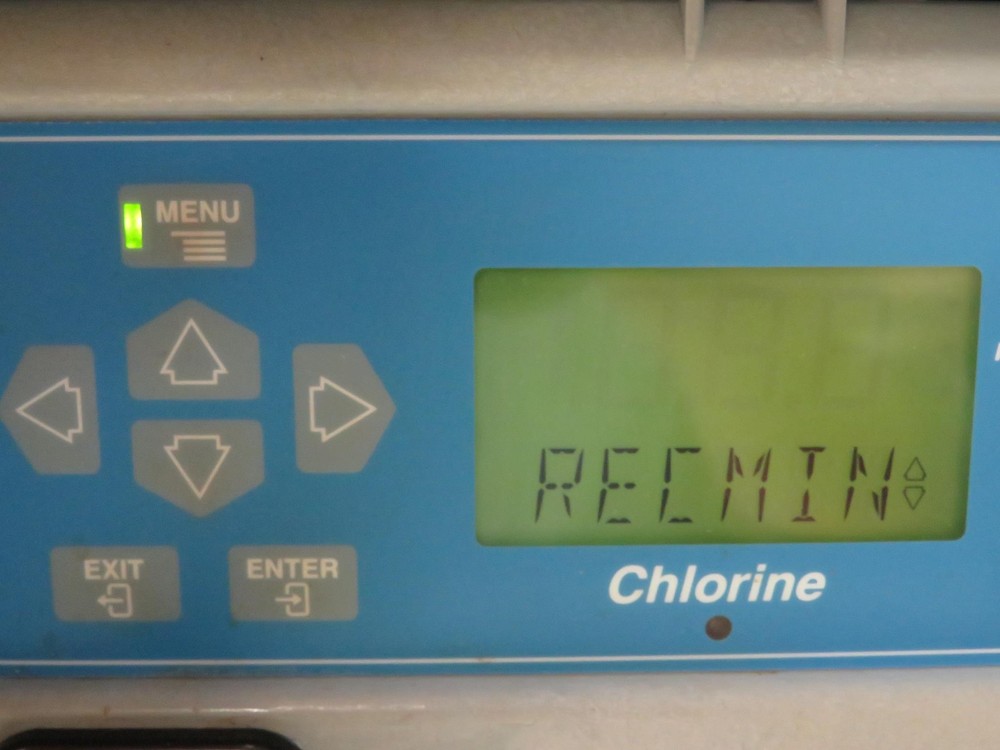 MENU
RECMIN
EXIT
ENTER
Chlorine